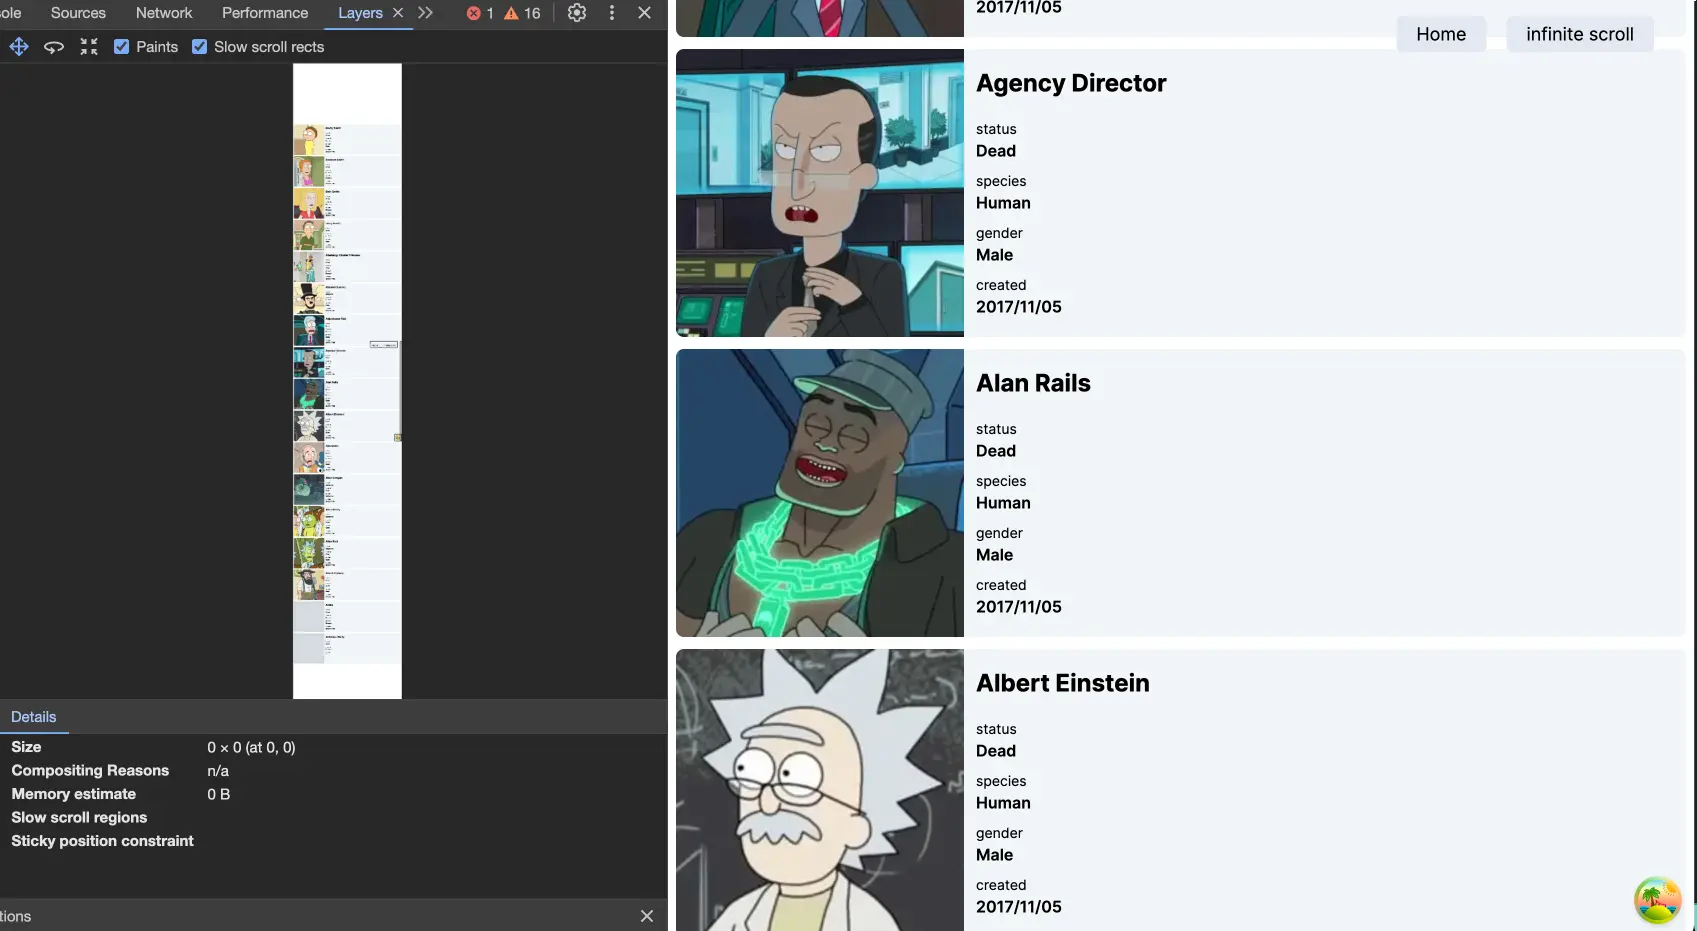 ole Sources Network Performance Layers 1 16
Paints Slow scroll rects
Details
Size 0 × 0 (at 0, 0)
Compositing Reasons n/a
Memory estimate 0 B
Slow scroll regions
Sticky position constraint
tions
2017/11/05
Home infinite scroll
Agency Director
status
Dead
species
Human
gender
Male
created
2017/11/05
Alan Rails
status
Dead
species
Human
gender
Male
created
2017/11/05
Albert Einstein
status
Dead
species
Human
gender
Male
created
2017/11/05